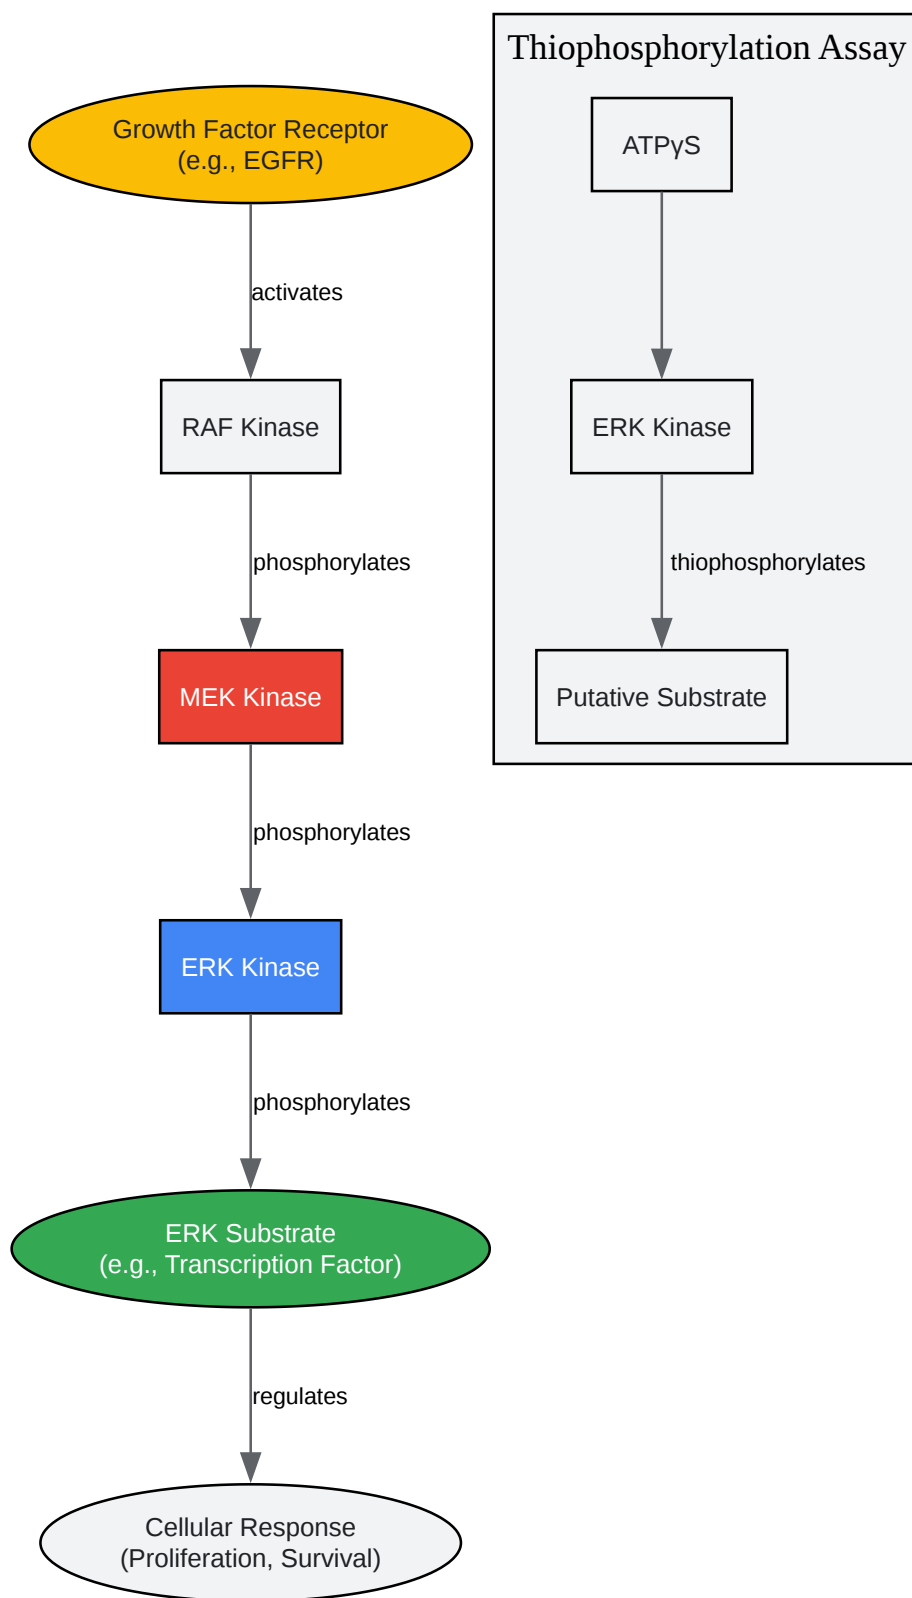 Growth Factor Receptor
(e.g., EGFR)
activates
RAF Kinase
phosphorylates
MEK Kinase
phosphorylates
ERK Kinase
phosphorylates
ERK Substrate
(e.g., Transcription Factor)
regulates
Cellular Response
(Proliferation, Survival)
Thiophosphorylation Assay
ATPγS
ERK Kinase
thiophosphorylates
Putative Substrate